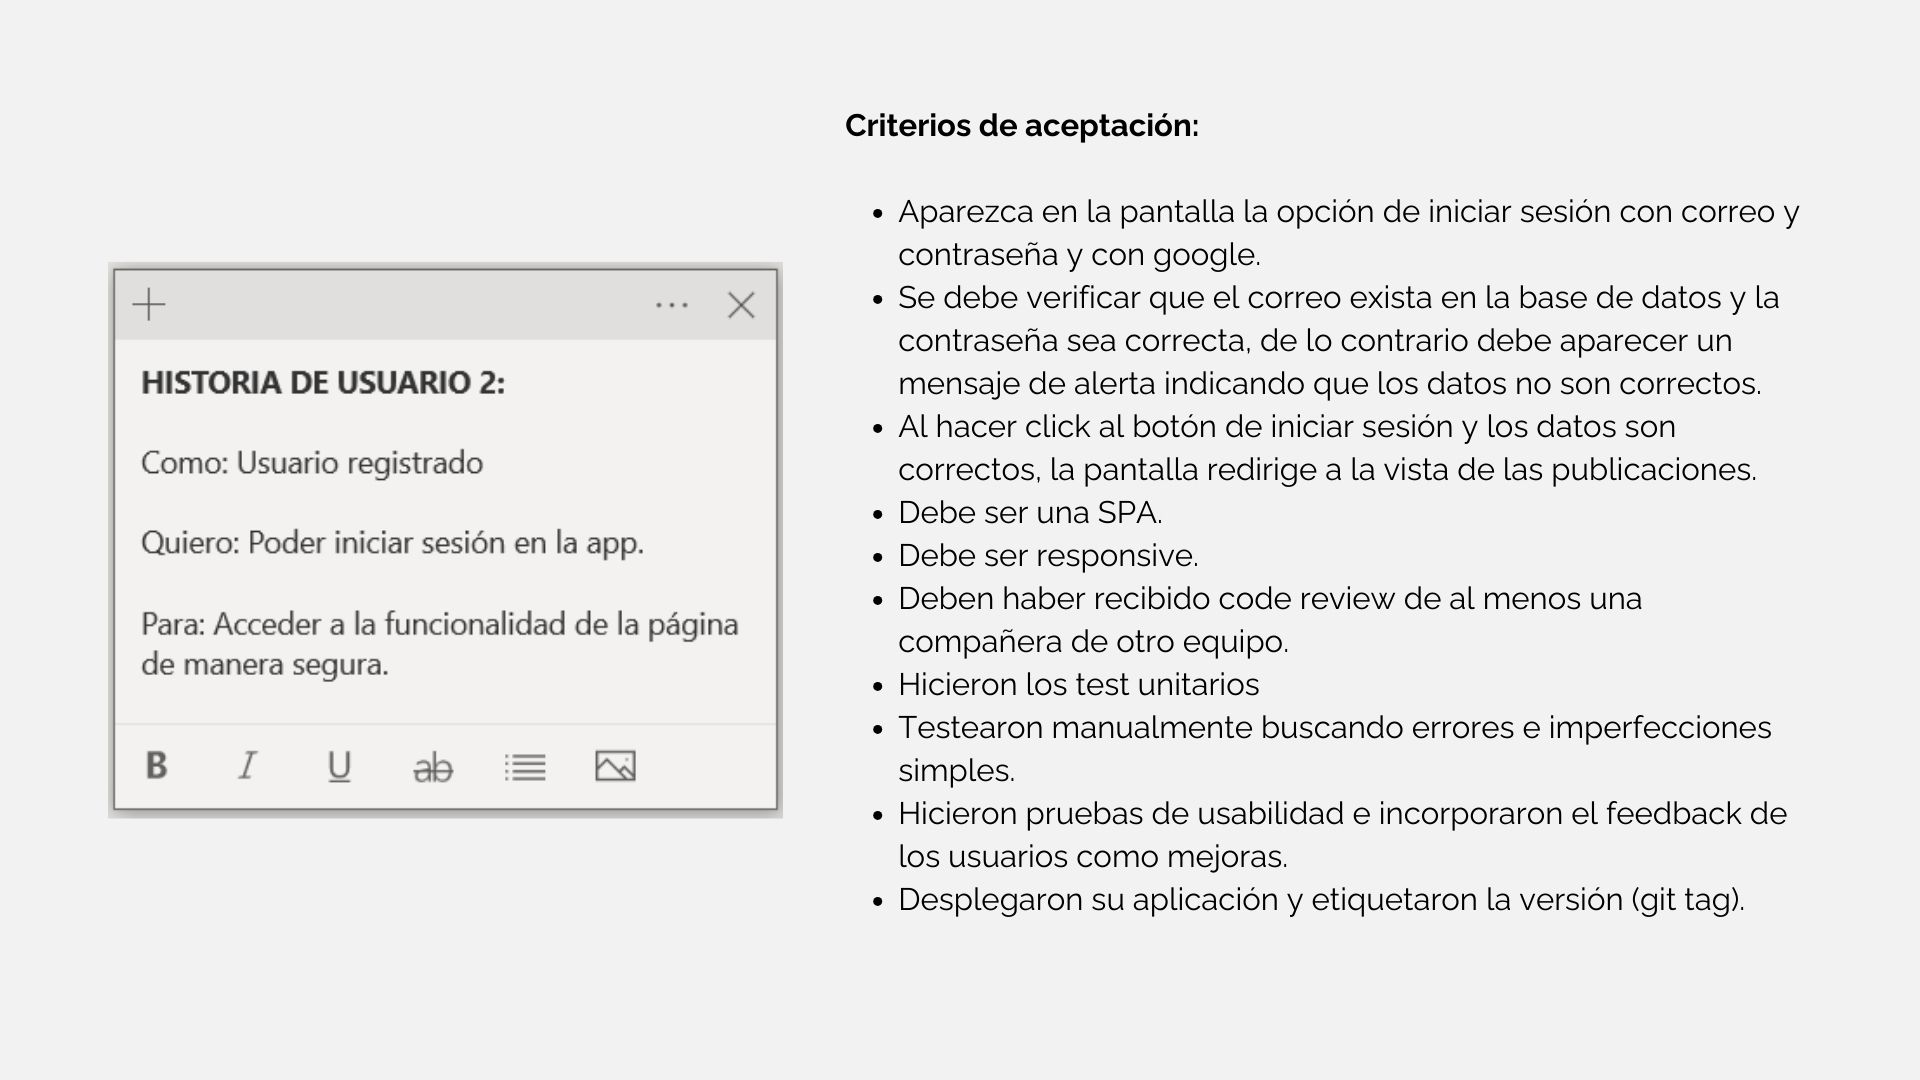 HISTORIA DE USUARIO 2:
Como: Usuario registrado
Quiero: Poder iniciar sesión en la app.
Para: Acceder a la funcionalidad de la página
de manera segura.
B I U ab
Criterios de aceptación:
• Aparezca en la pantalla la opción de iniciar sesión con correo y
contraseña y con google.
• Se debe verificar que el correo exista en la base de datos y la
contraseña sea correcta, de lo contrario debe aparecer un
mensaje de alerta indicando que los datos no son correctos.
• Al hacer click al botón de iniciar sesión y los datos son
correctos, la pantalla redirige a la vista de las publicaciones.
• Debe ser una SPA.
• Debe ser responsive.
• Deben haber recibido code review de al menos una
compañera de otro equipo.
• Hicieron los test unitarios
• Testearon manualmente buscando errores e imperfecciones
simples.
• Hicieron pruebas de usabilidad e incorporaron el feedback de
los usuarios como mejoras.
• Desplegaron su aplicación y etiquetaron la versión (git tag).